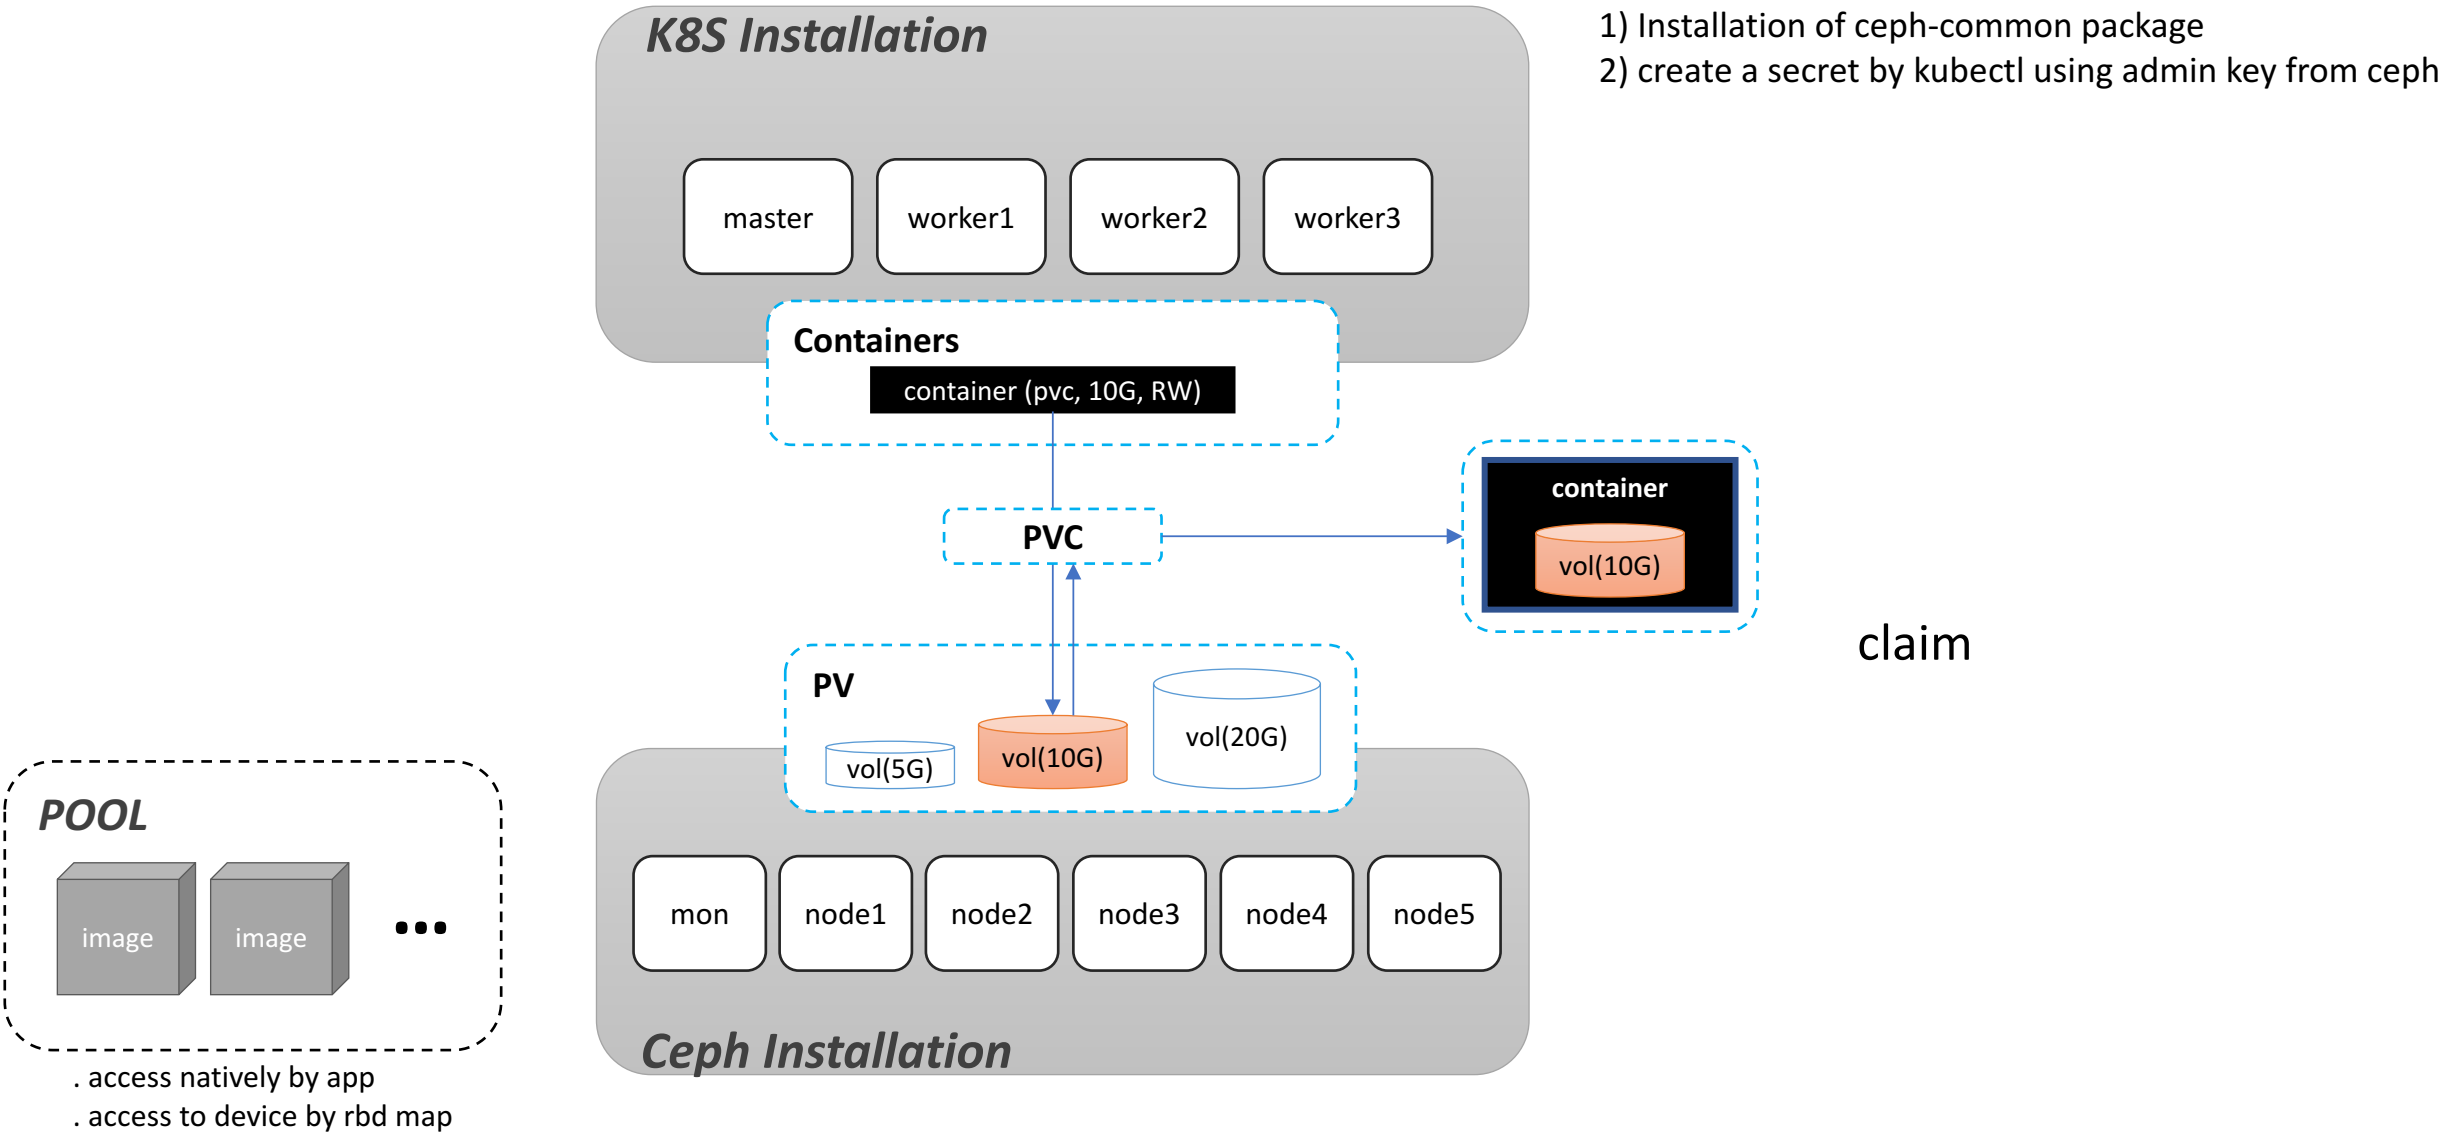 K8S Installation
1) Installation of ceph-common package
2) create a secret by kubectl using admin key from ceph
master
worker1
worker2
worker3
Containers
container (pvc, 10G, RW)
PVC
container
vol(10G)
claim
PV
vol(5G)
vol(10G)
vol(20G)
POOL
image
image
...
mon
node1
node2
node3
node4
node5
Ceph Installation
. access natively by app
. access to device by rbd map